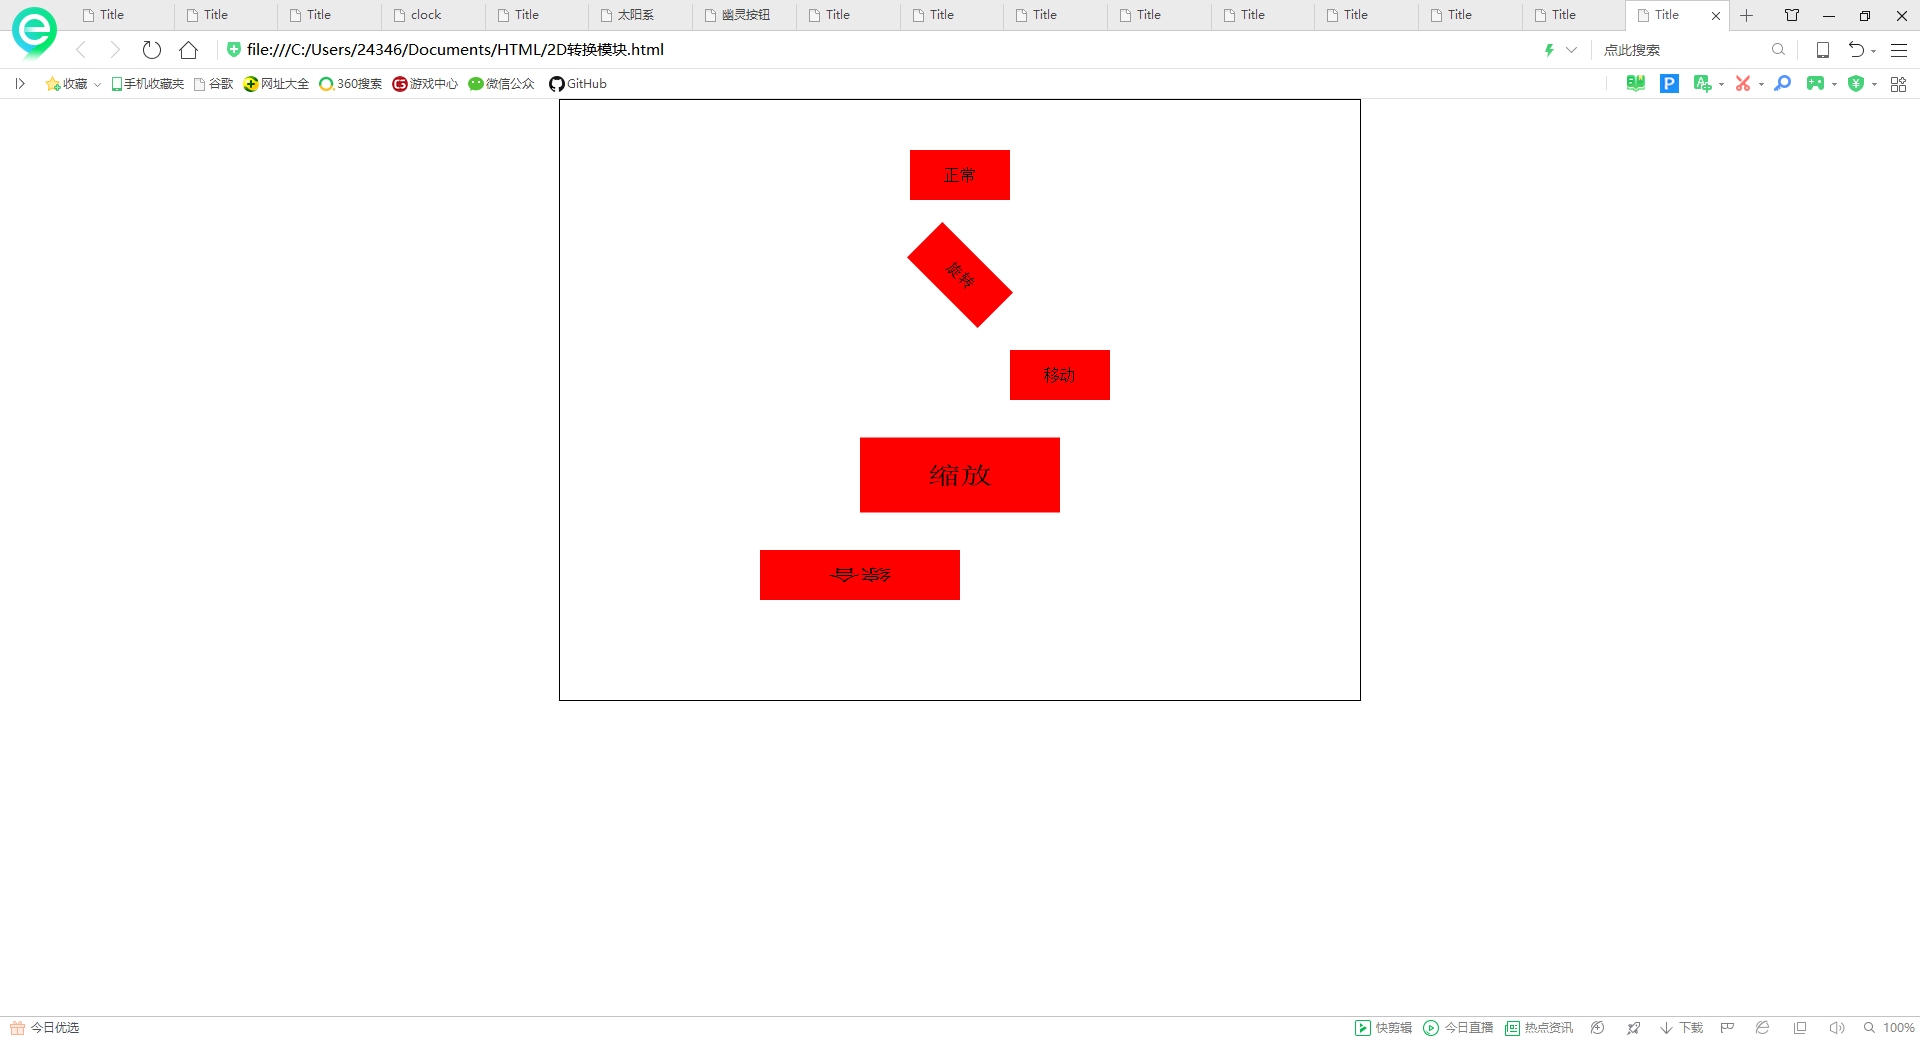 Title Title Title clock Title 太阳系 幽灵按钮 Title Title Title Title Title Title Title Title Title
file:///C:/Users/24346/Documents/HTML/2D转换模块.html 点此搜索
收藏 手机收藏夹 谷歌 网址大全 360搜索 游戏中心 微信公众 GitHub
正常
旋转
移动
缩放
综合
今日优选 快剪辑 今日直播 热点资讯 下载 100%